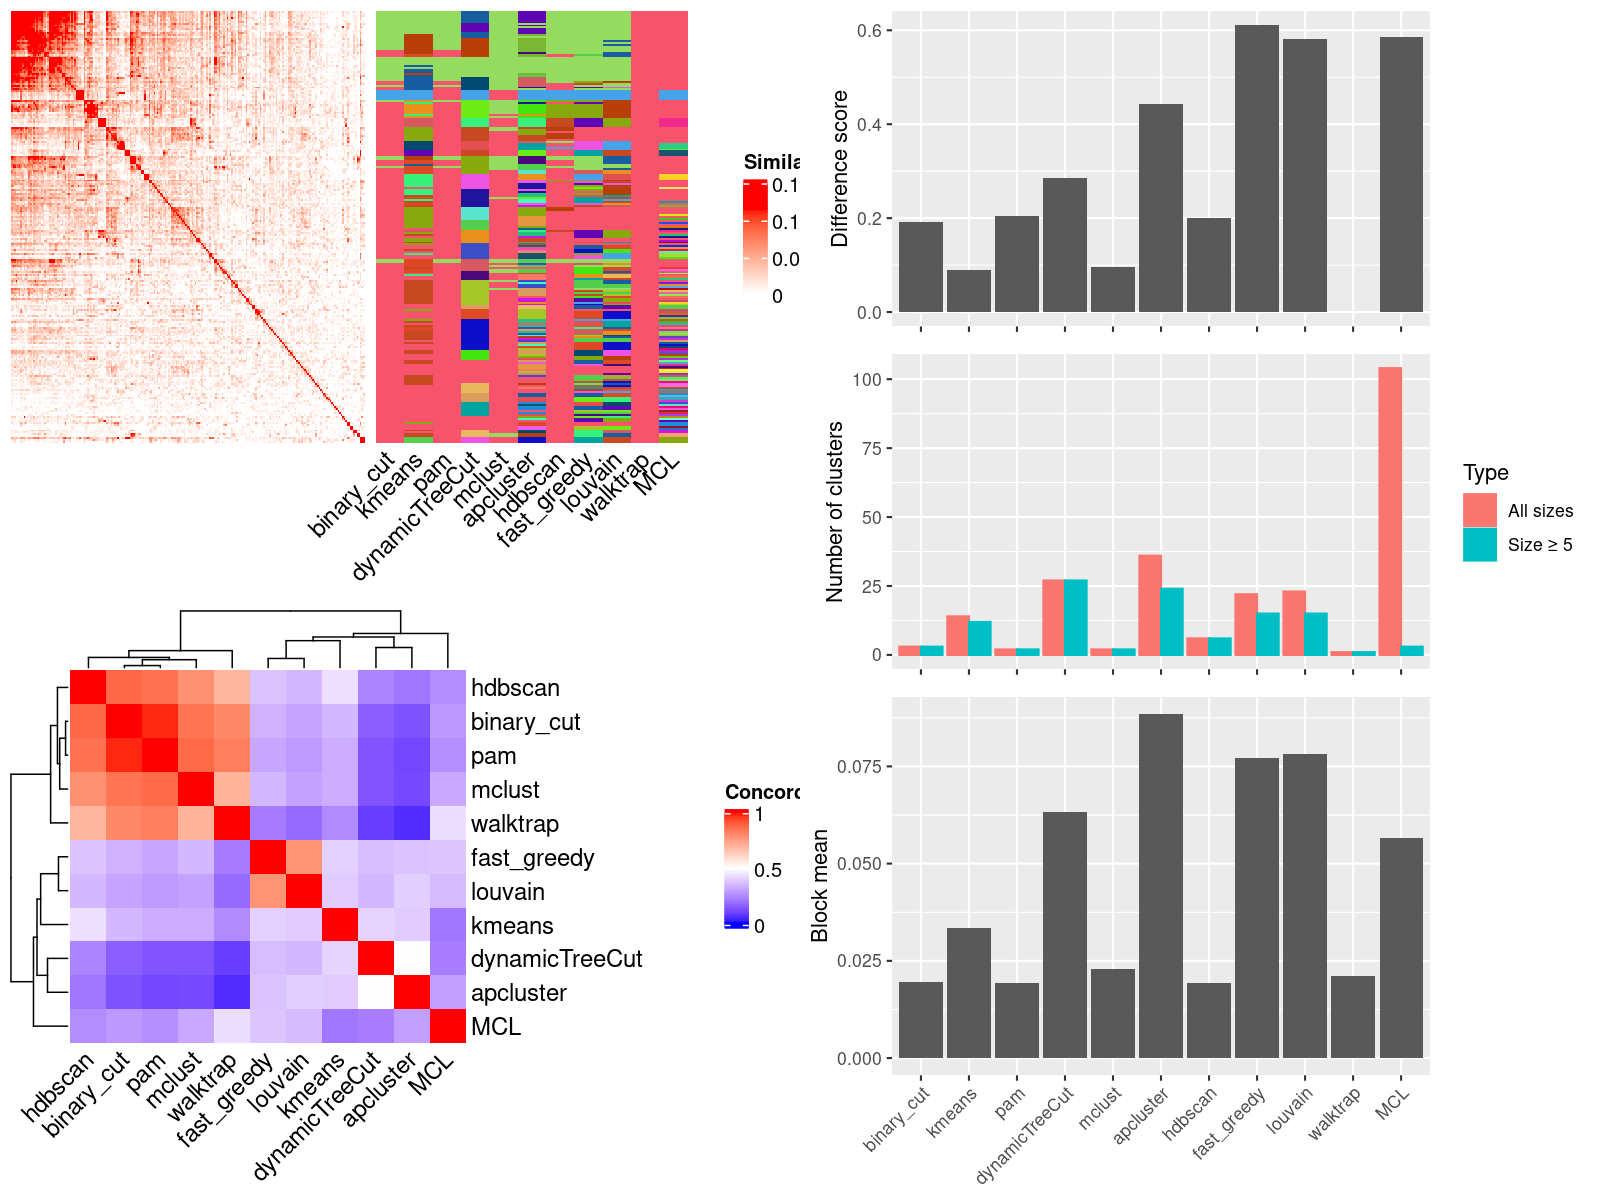 Simila
0.1
0.1
0.0
0
binary_cut
kmeans
pam
dynamicTreeCut
mclust
apcluster
hdbscan
fast_greedy
louvain
walktrap
MCL
hdbscan
binary_cut
pam
mclust
walktrap
fast_greedy
louvain
kmeans
dynamicTreeCut
apcluster
MCL
hdbscan
binary_cut
pam
mclust
walktrap
fast_greedy
louvain
kmeans
dynamicTreeCut
apcluster
MCL
Concord
1
0.5
0
Difference score
0.6
0.4
0.2
0.0
Number of clusters
100
75
50
25
0
Type
All sizes
Size ≥ 5
Block mean
0.075
0.050
0.025
0.000
binary_cut
kmeans
pam
dynamicTreeCut
mclust
apcluster
hdbscan
fast_greedy
louvain
walktrap
MCL